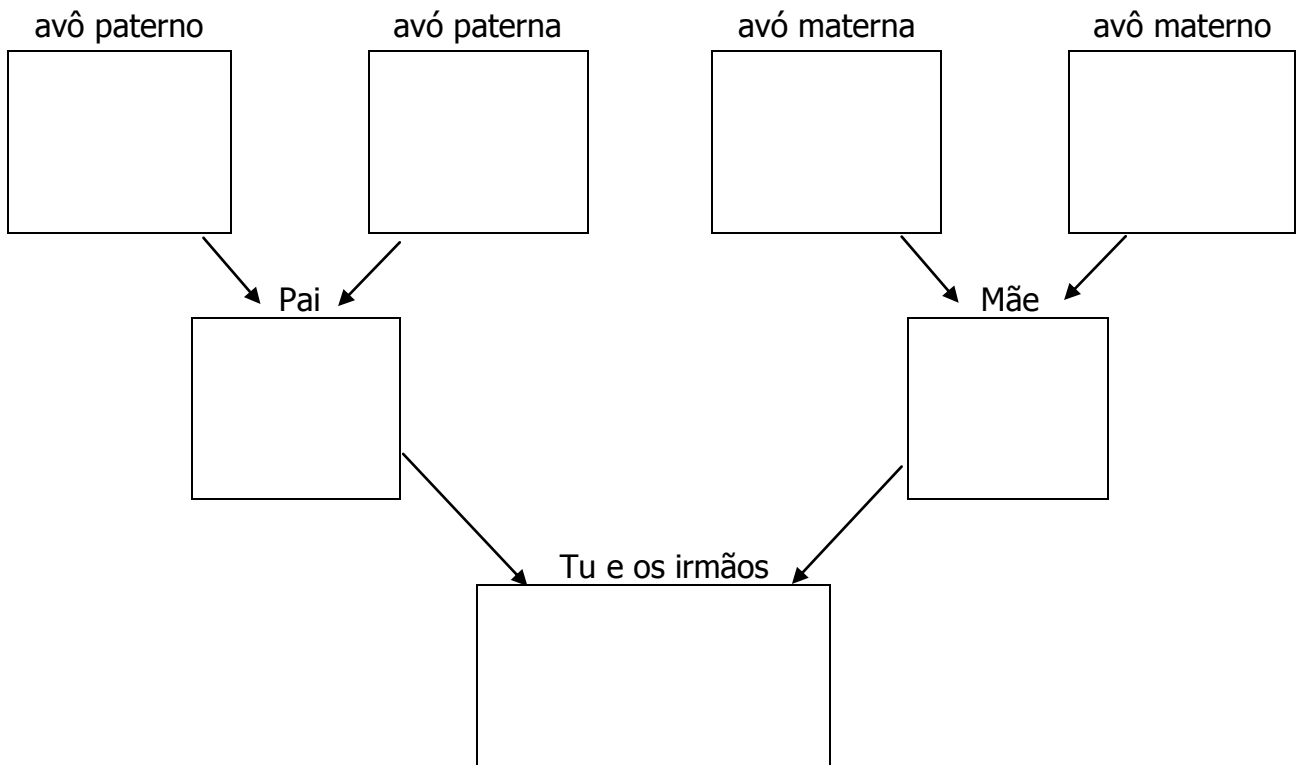 avô paterno avó paterna avó materna avô materno
Pai Mãe
Tu e os irmãos